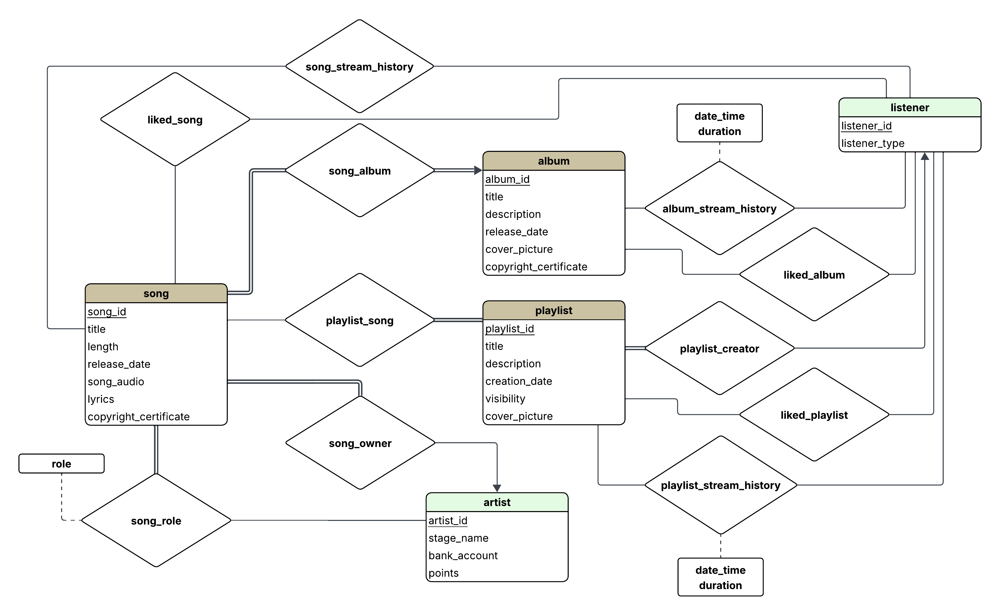 song_stream_history
liked_song
song_album
date_time
duration
listener
listener_id
listener_type
album
album_id
title
description
release_date
cover_picture
copyright_certificate
album_stream_history
liked_album
song
song_id
title
length
release_date
song_audio
lyrics
copyright_certificate
playlist_song
playlist
playlist_id
title
description
creation_date
visibility
cover_picture
playlist_creator
liked_playlist
song_owner
playlist_stream_history
role
song_role
artist
artist_id
stage_name
bank_account
points
date_time
duration